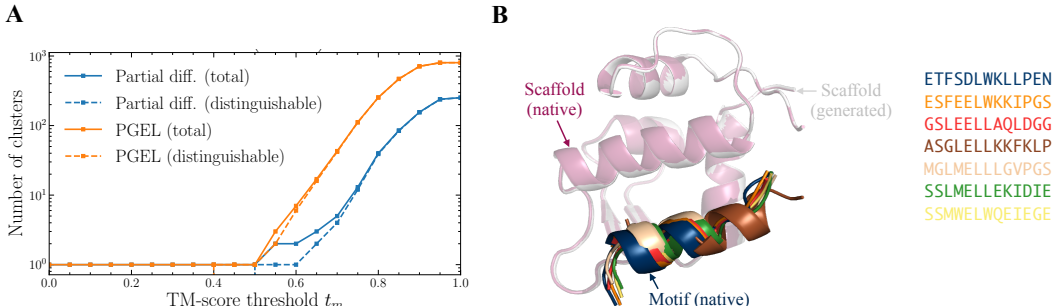 A
10³
10²
10¹
10⁰
Number of clusters
Partial diff. (total)
Partial diff. (distinguishable)
PGEL (total)
PGEL (distinguishable)
0.0 0.2 0.4 0.6 0.8 1.0
TM-score threshold tₘ
B
Scaffold
(native)
Scaffold
(generated)
Motif (native)
ETFSDLWKLLPEN
ESFEELWKKIPGS
GSLEELLAQLDGG
ASGLELLKKFKLP
MGLMELLLGVPGS
SSLMELLEKIDIE
SSMWELWQEIEGE